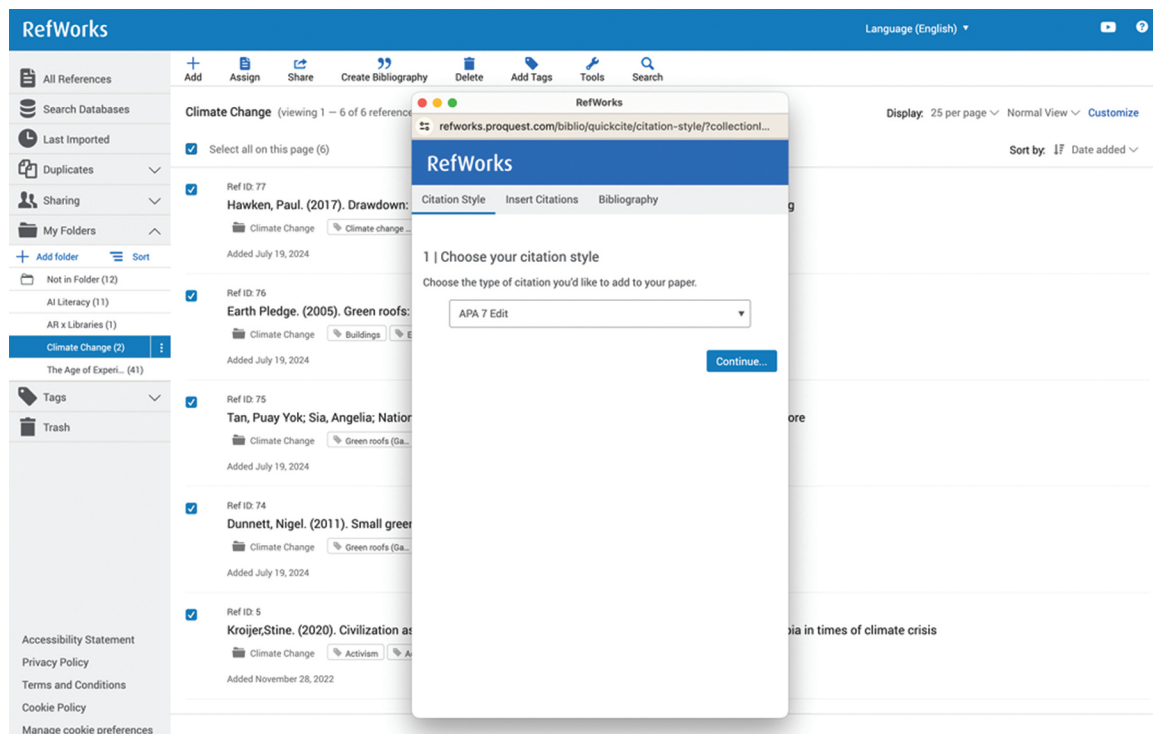 RefWorks
Language (English)
All References
Search Databases
Last Imported
Duplicates
Sharing
My Folders
Add folder Sort
Not in Folder (12)
AI Literacy (11)
AR x Libraries (1)
Climate Change (2)
The Age of Experi... (41)
Tags
Trash
Accessibility Statement
Privacy Policy
Terms and Conditions
Cookie Policy
Manage cookie preferences
Add Assign Share Create Bibliography Delete Add Tags Tools Search
Climate Change (viewing 1 – 6 of 6 reference
Display: 25 per page Normal View Customize
Select all on this page (6)
Sort by: Date added
Ref ID: 77
Hawken, Paul. (2017). Drawdown: g
Climate Change Climate change ...
Added July 19, 2024
Ref ID: 76
Earth Pledge. (2005). Green roofs:
Climate Change Buildings E
Added July 19, 2024
Ref ID: 75
Tan, Puay Yok; Sia, Angelia; Nation ore
Climate Change Green roofs (Ga...
Added July 19, 2024
Ref ID: 74
Dunnett, Nigel. (2011). Small green
Climate Change Green roofs (Ga...
Added July 19, 2024
Ref ID: 5
Kroijer,Stine. (2020). Civilization as pia in times of climate crisis
Climate Change Activism A
Added November 28, 2022
RefWorks
refworks.proquest.com/biblio/quickcite/citation-style/?collectionI...
RefWorks
Citation Style Insert Citations Bibliography
1 | Choose your citation style
Choose the type of citation you'd like to add to your paper.
APA 7 Edit
Continue...